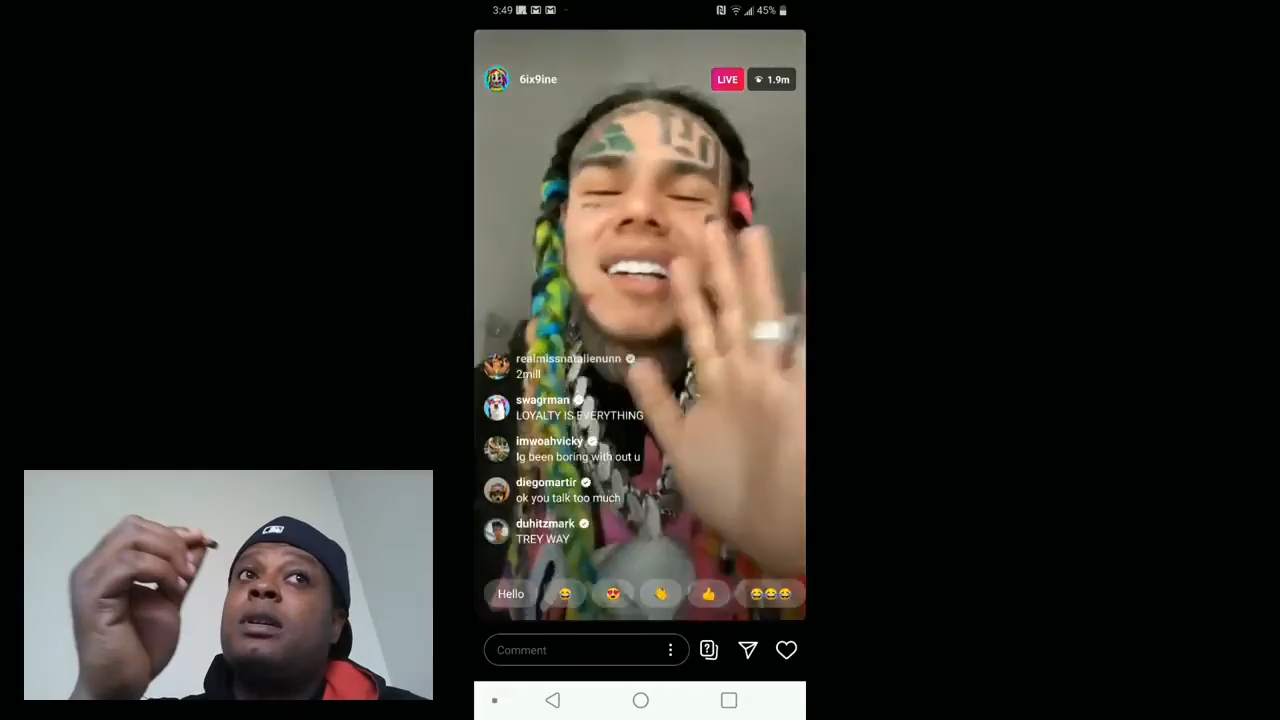 3:49
45%
6ix9ine
LIVE
1.9m
realmissnatalienunn
2mill
swagrman
LOYALTY IS EVERYTHING
imwoahvicky
Ig been boring with out u
diegomartir
ok you talk too much
duhitzmark
TREY WAY
Hello
Comment